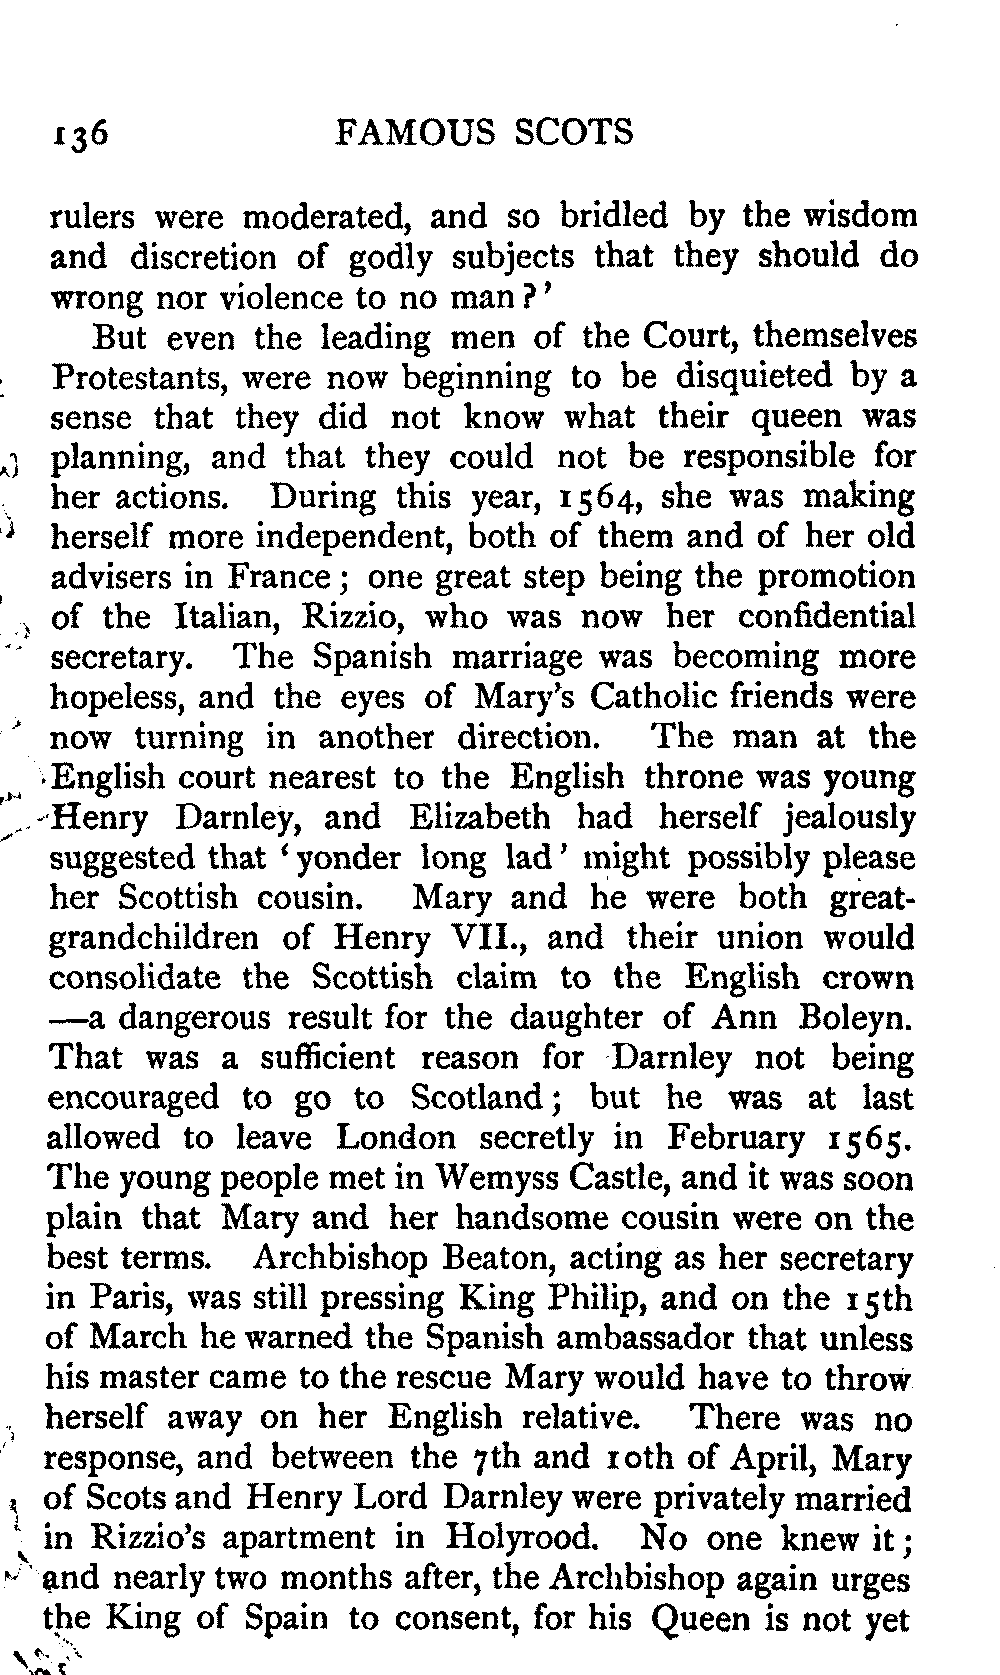 136 FAMOUS SCOTS
rulers were moderated, and so bridled by the wisdom
and discretion of godly subjects that they should do
wrong nor violence to no man?'
But even the leading men of the Court, themselves
Protestants, were now beginning to be disquieted by a
sense that they did not know what their queen was
planning, and that they could not be responsible for
her actions. During this year, 1564, she was making
herself more independent, both of them and of her old
advisers in France; one great step being the promotion
of the Italian, Rizzio, who was now her confidential
secretary. The Spanish marriage was becoming more
hopeless, and the eyes of Mary's Catholic friends were
now turning in another direction. The man at the
English court nearest to the English throne was young
Henry Darnley, and Elizabeth had herself jealously
suggested that 'yonder long lad' might possibly please
her Scottish cousin. Mary and he were both great-
grandchildren of Henry VII., and their union would
consolidate the Scottish claim to the English crown
—a dangerous result for the daughter of Ann Boleyn.
That was a sufficient reason for Darnley not being
encouraged to go to Scotland; but he was at last
allowed to leave London secretly in February 1565.
The young people met in Wemyss Castle, and it was soon
plain that Mary and her handsome cousin were on the
best terms. Archbishop Beaton, acting as her secretary
in Paris, was still pressing King Philip, and on the 15th
of March he warned the Spanish ambassador that unless
his master came to the rescue Mary would have to throw
herself away on her English relative. There was no
response, and between the 7th and 10th of April, Mary
of Scots and Henry Lord Darnley were privately married
in Rizzio's apartment in Holyrood. No one knew it;
and nearly two months after, the Archbishop again urges
the King of Spain to consent, for his Queen is not yet